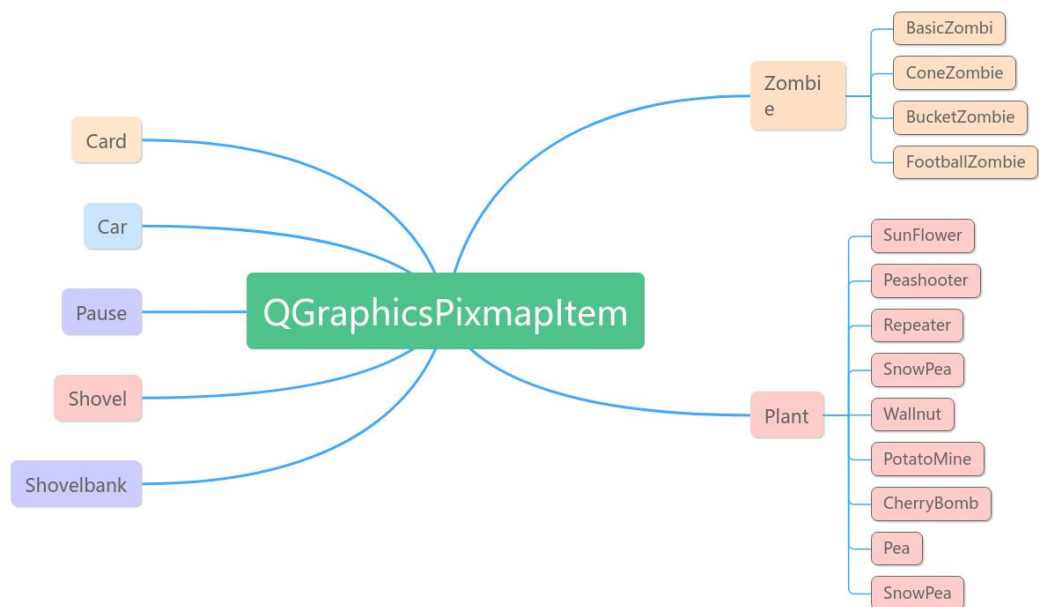 Card
Car
Pause
Shovel
Shovelbank
QGraphicsPixmapItem
Zombi
e
BasicZombi
ConeZombie
BucketZombie
FootballZombie
Plant
SunFlower
Peashooter
Repeater
SnowPea
Wallnut
PotatoMine
CherryBomb
Pea
SnowPea